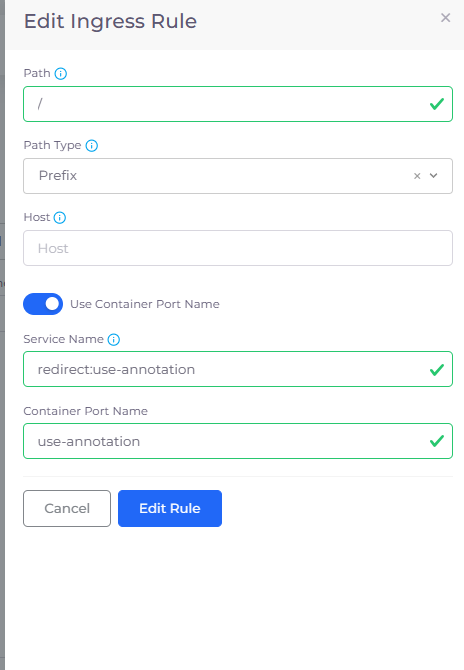 Edit Ingress Rule
×
Path
/
Path Type
Prefix
×
Host
Host
Use Container Port Name
Service Name
redirect:use-annotation
Container Port Name
use-annotation
Cancel
Edit Rule